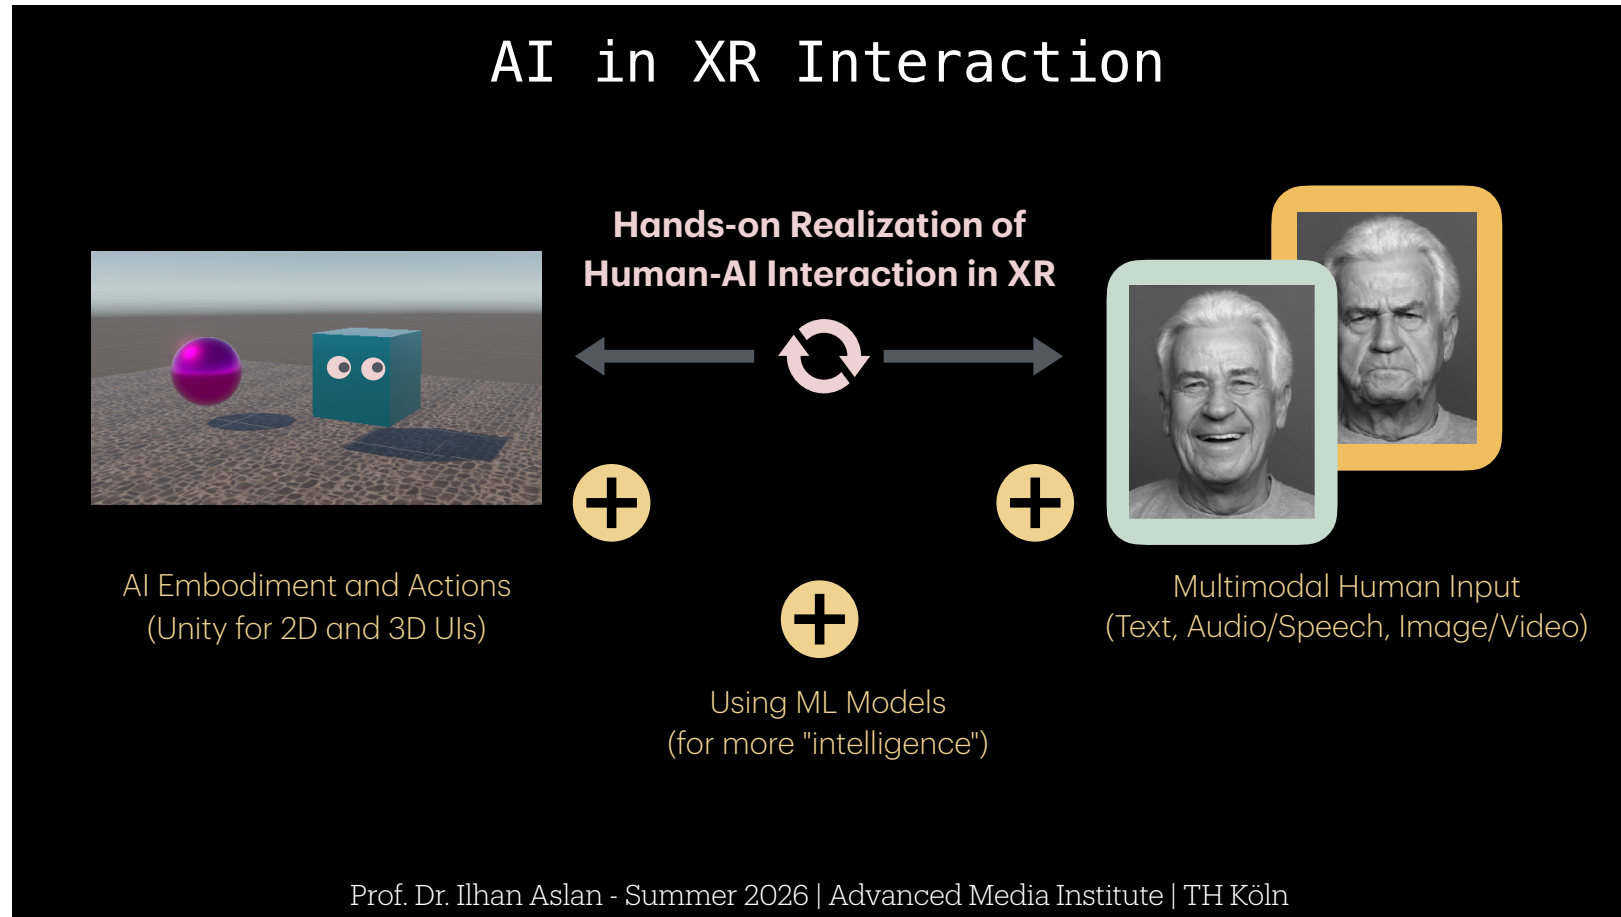 AI in XR Interaction
Hands-on Realization of
Human-AI Interaction in XR
AI Embodiment and Actions
(Unity for 2D and 3D UIs)
Multimodal Human Input
(Text, Audio/Speech, Image/Video)
Using ML Models
(for more "intelligence")
Prof. Dr. Ilhan Aslan - Summer 2026 | Advanced Media Institute | TH Köln